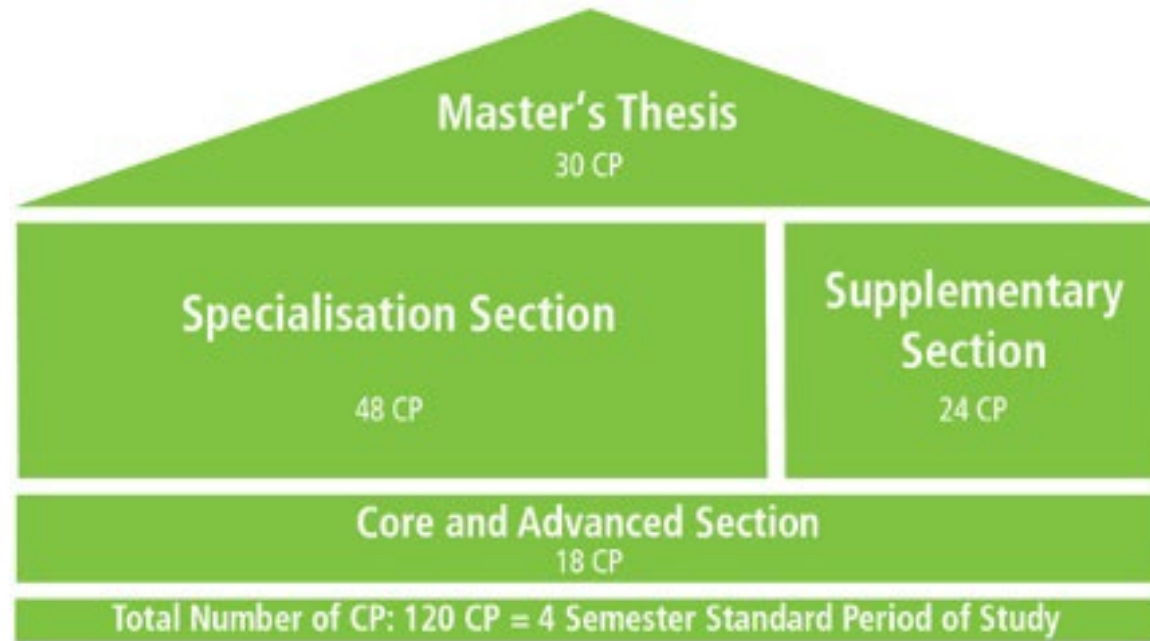 Master‘s Thesis
30 CP
Specialisation Section
48 CP
Supplementary
Section
24 CP
Core and Advanced Section
18 CP
Total Number of CP: 120 CP = 4 Semester Standard Period of Study